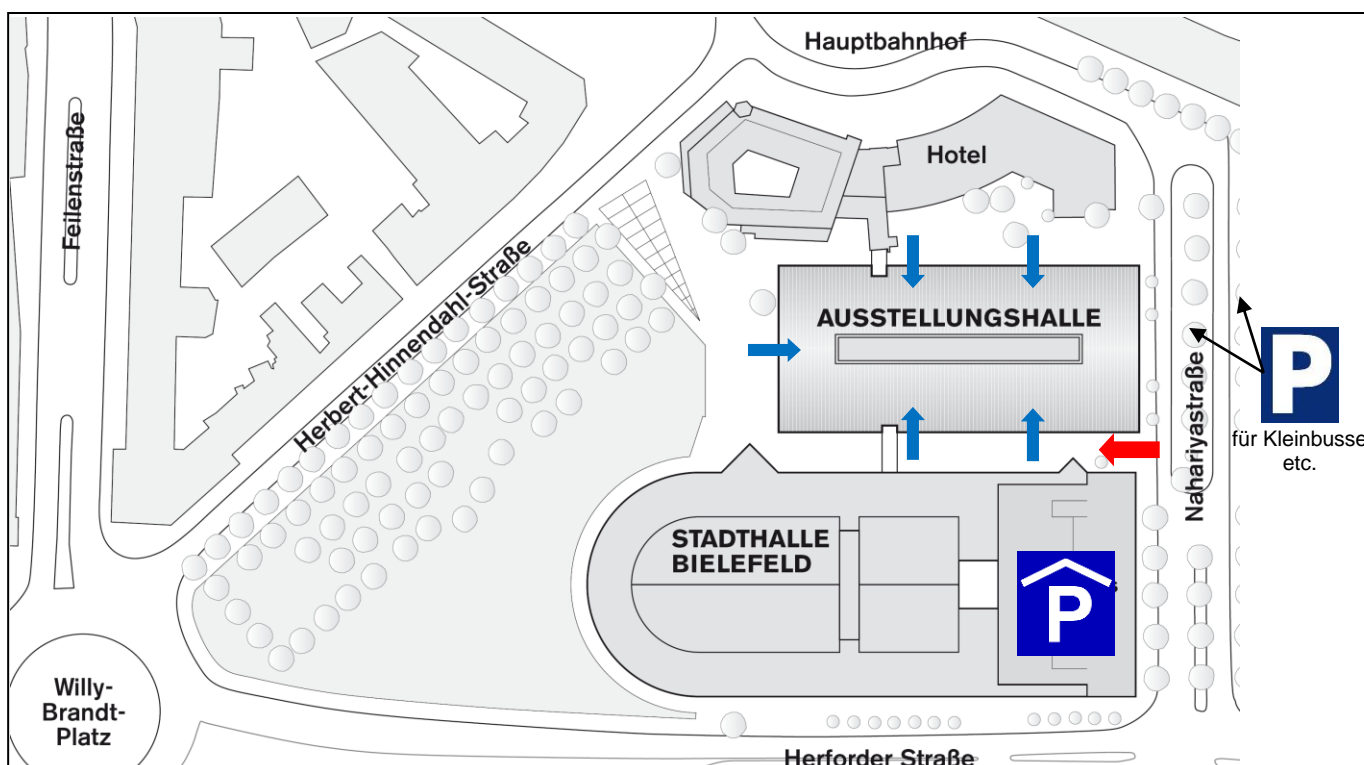 Hauptbahnhof
Hotel
Feilenstraße
Herbert-Hinnendahl-Straße
AUSSTELLUNGSHALLE
Nahariyastraße
P
für Kleinbusse
etc.
STADTHALLE
BIELEFELD
P
Willy-
Brandt-
Platz
Herforder Straße